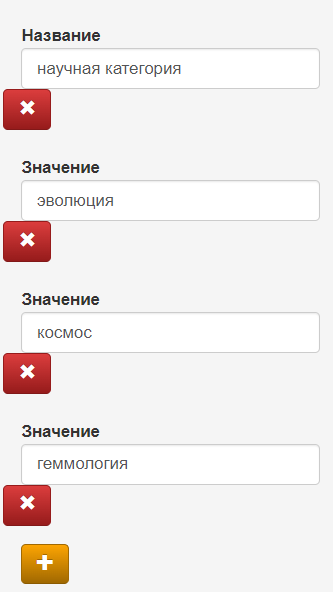 Название
научная категория
Значение
эволюция
Значение
космос
Значение
геммология